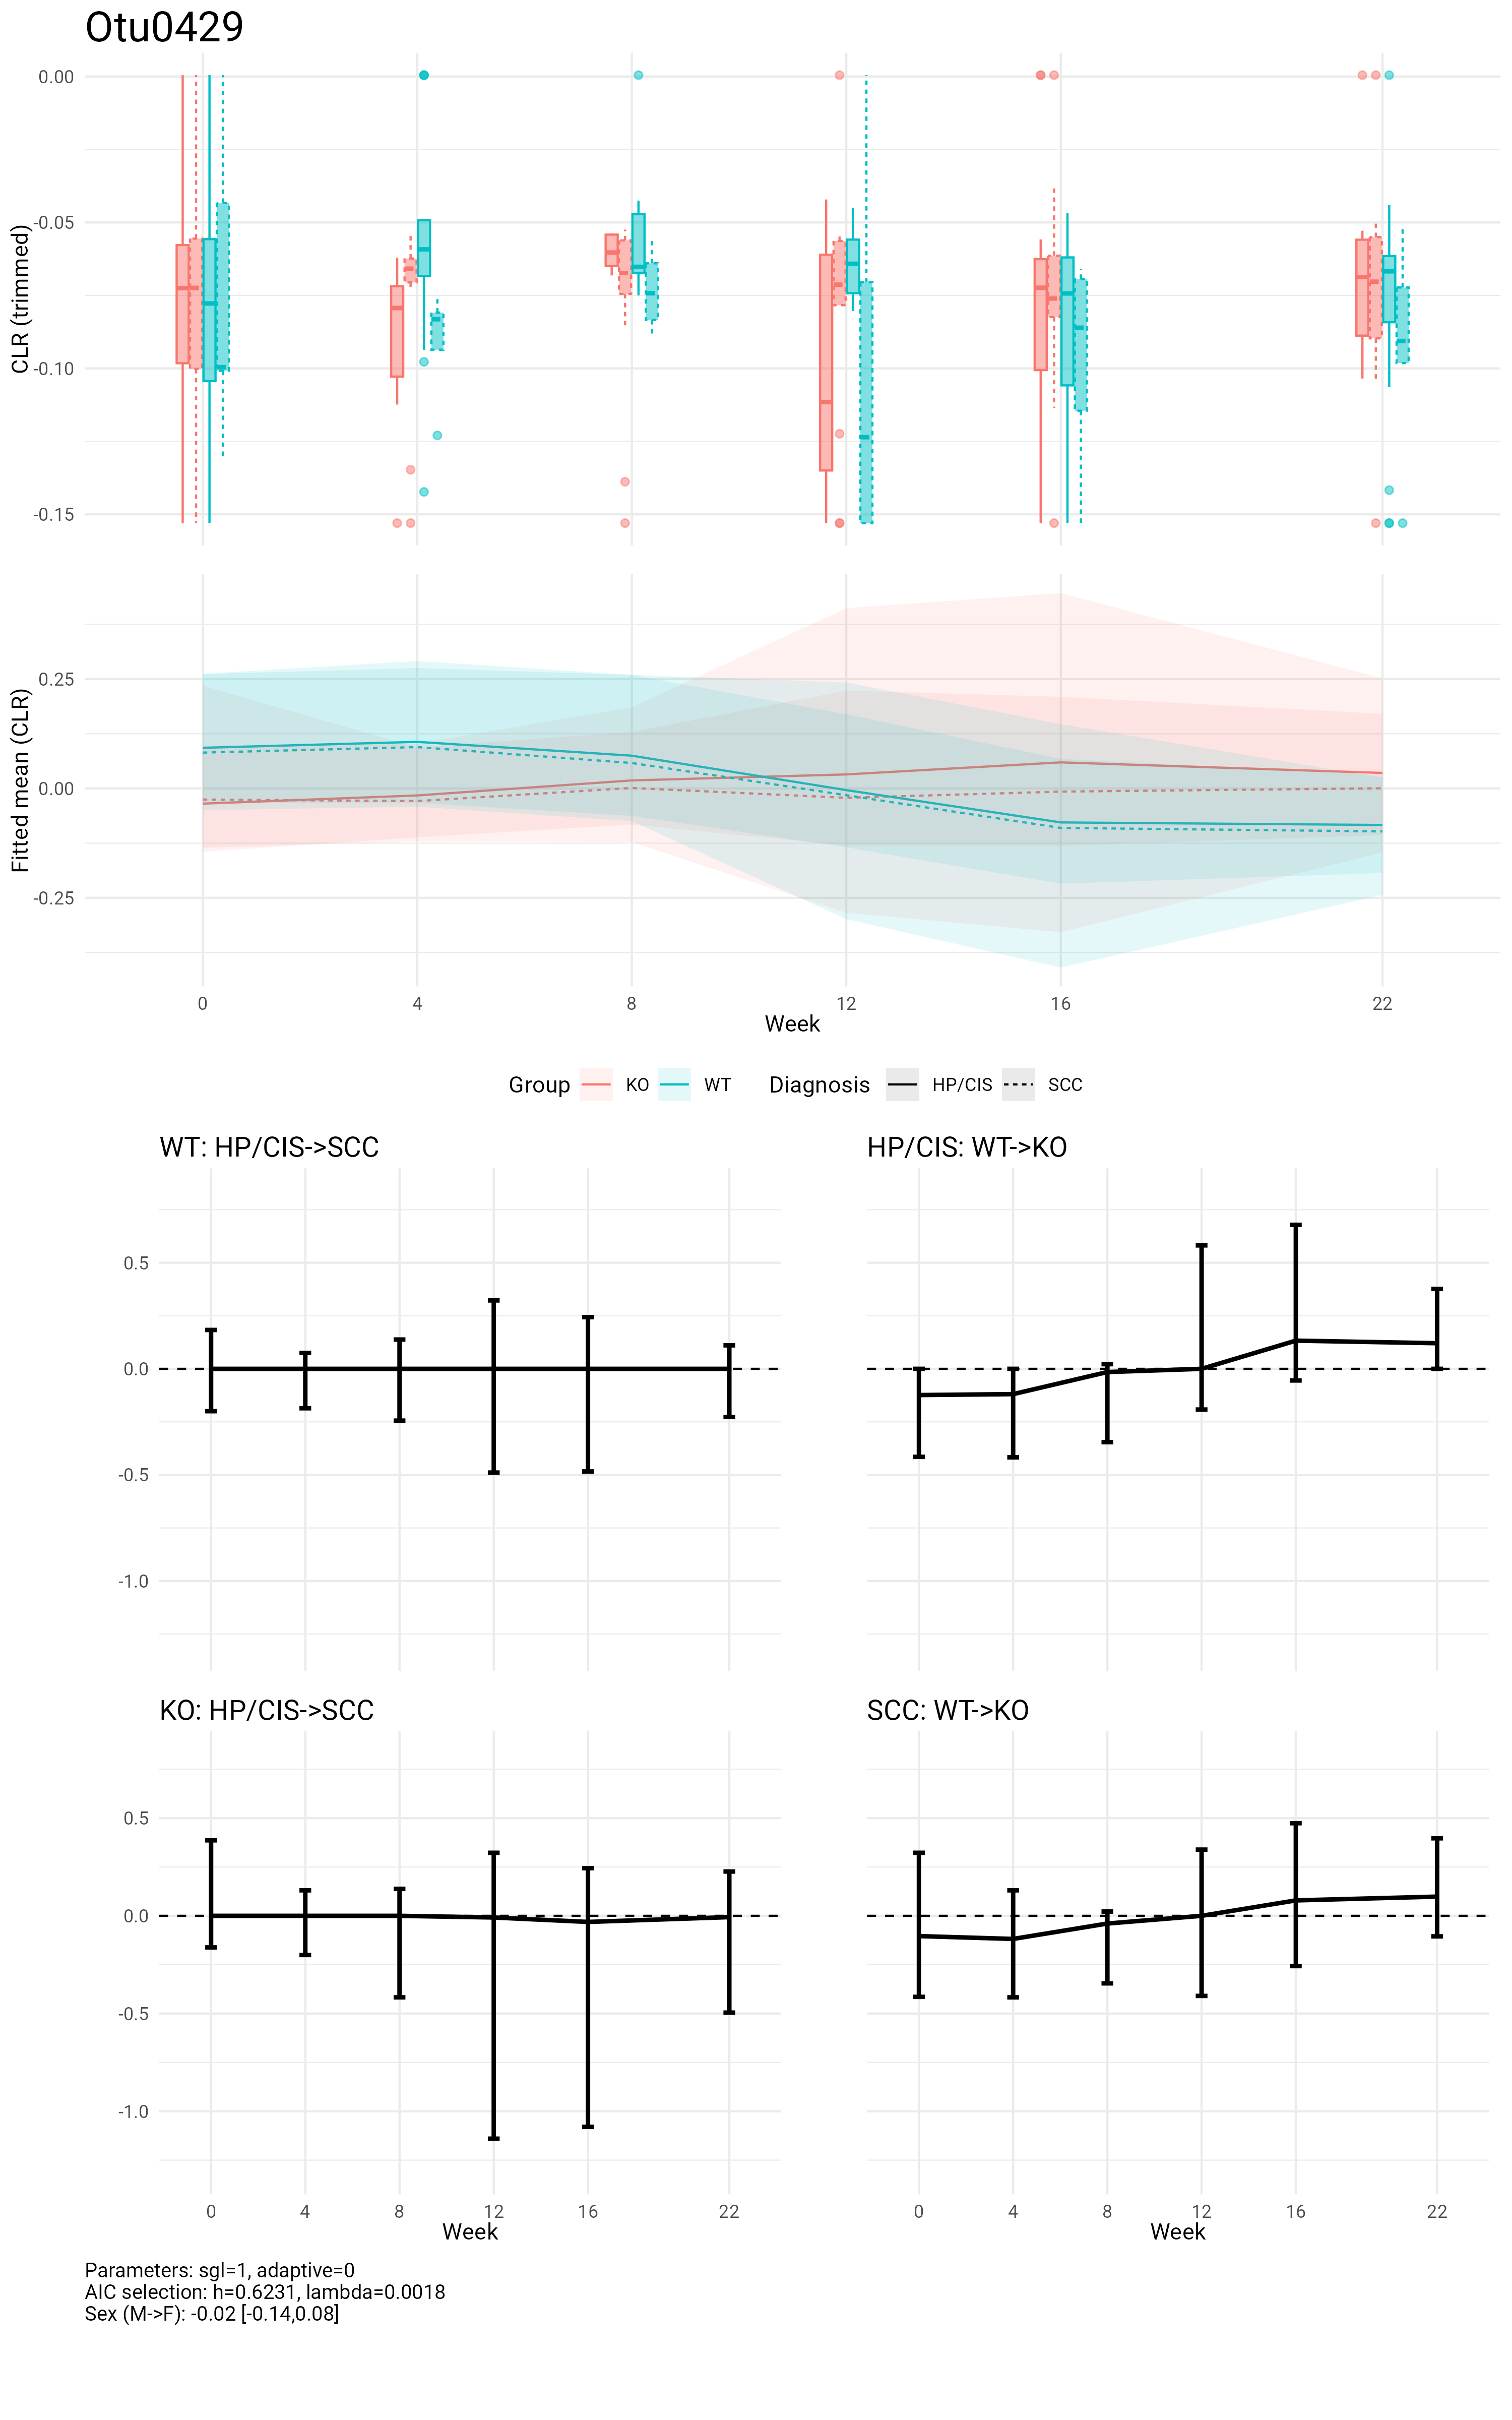 Otu0429
0.00
-0.05
-0.10
-0.15
CLR (trimmed)
0.25
0.00
-0.25
Fitted mean (CLR)
0 4 8 12 16 22
Week
Group KO WT Diagnosis HP/CIS SCC
WT: HP/CIS->SCC
HP/CIS: WT->KO
0.5
0.0
-0.5
-1.0
KO: HP/CIS->SCC
SCC: WT->KO
0.5
0.0
-0.5
-1.0
0 4 8 12 16 22
0 4 8 12 16 22
Week
Week
Parameters: sgl=1, adaptive=0
AIC selection: h=0.6231, lambda=0.0018
Sex (M->F): -0.02 [-0.14,0.08]